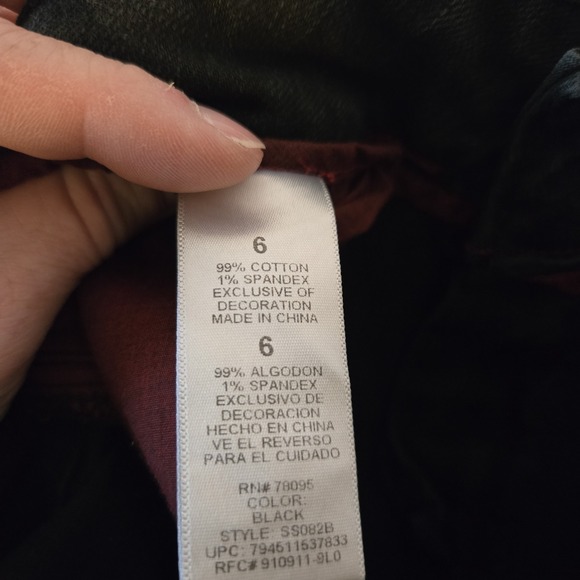 6
99% COTTON
1% SPANDEX
EXCLUSIVE OF
DECORATION
MADE IN CHINA
6
99% ALGODON
1% SPANDEX
EXCLUSIVO DE
DECORACION
HECHO EN CHINA
VE EL REVERSO
PARA EL CUIDADO
RN# 78095
COLOR:
BLACK
STYLE: SS082B
UPC: 794511537833
RFC# 910911-9L0